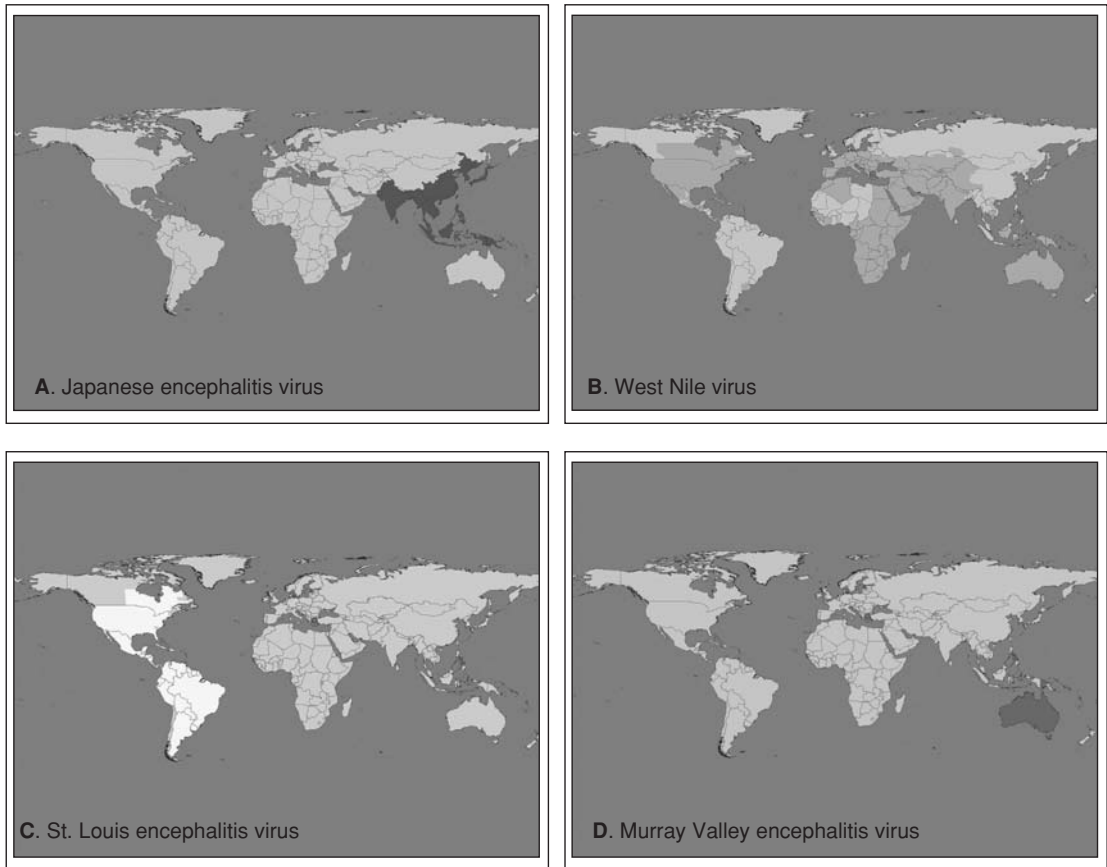 A. Japanese encephalitis virus
B. West Nile virus
C. St. Louis encephalitis virus
D. Murray Valley encephalitis virus